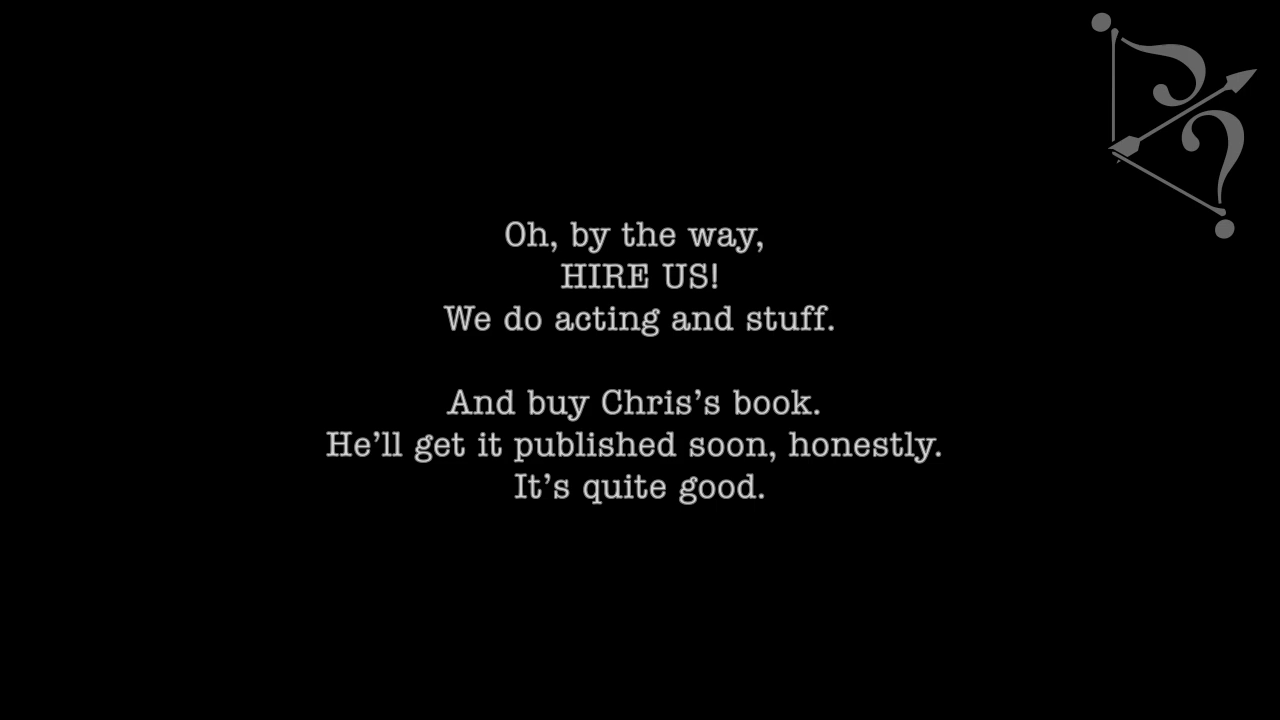 Oh, by the way,
HIRE US!
We do acting and stuff.
And buy Chris’s book.
He’ll get it published soon, honestly.
It’s quite good.